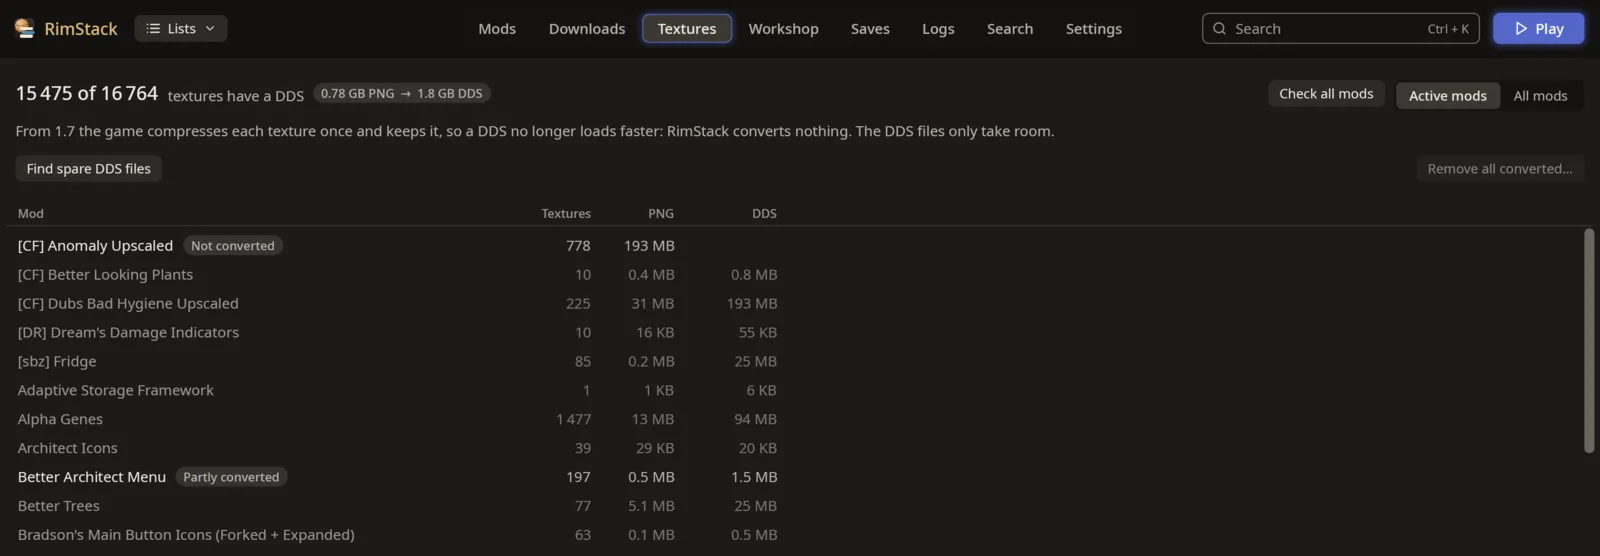 RimStack Lists Mods Downloads Textures Workshop Saves Logs Search Settings Search Ctrl + K Play
15 475 of 16 764 textures have a DDS 0.78 GB PNG → 1.8 GB DDS Check all mods Active mods All mods
From 1.7 the game compresses each texture once and keeps it, so a DDS no longer loads faster: RimStack converts nothing. The DDS files only take room.
Find spare DDS files Remove all converted...
Mod Textures PNG DDS
[CF] Anomaly Upscaled Not converted 778 193 MB
[CF] Better Looking Plants 10 0.4 MB 0.8 MB
[CF] Dubs Bad Hygiene Upscaled 225 31 MB 193 MB
[DR] Dream's Damage Indicators 10 16 KB 55 KB
[sbz] Fridge 85 0.2 MB 25 MB
Adaptive Storage Framework 1 1 KB 6 KB
Alpha Genes 1 477 13 MB 94 MB
Architect Icons 39 29 KB 20 KB
Better Architect Menu Partly converted 197 0.5 MB 1.5 MB
Better Trees 77 5.1 MB 25 MB
Bradson's Main Button Icons (Forked + Expanded) 63 0.1 MB 0.5 MB